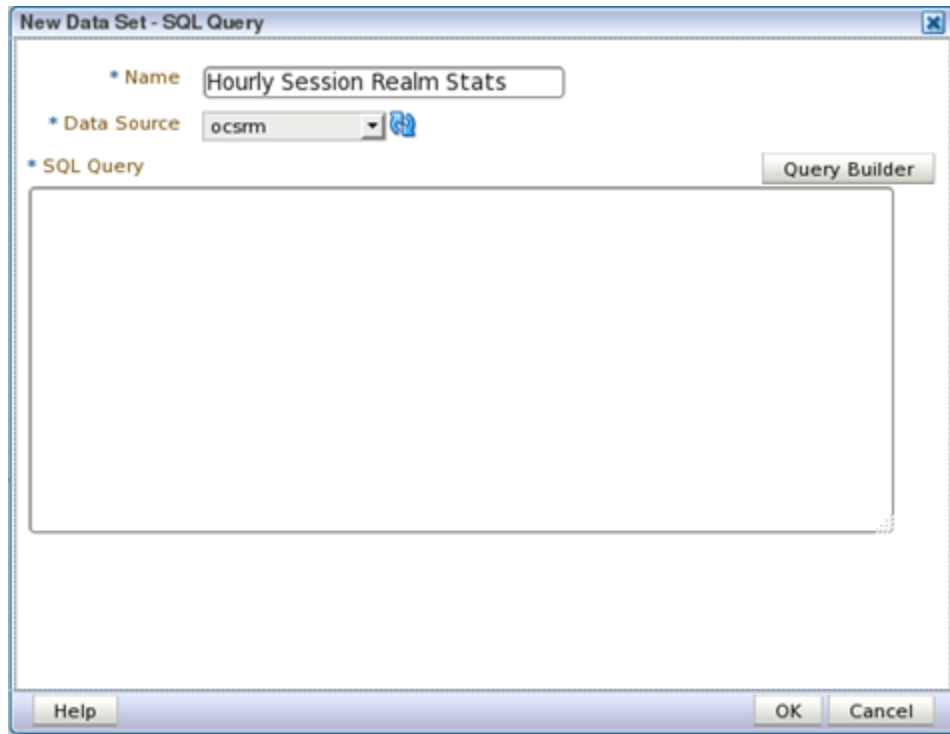 New Data Set - SQL Query
* Name Hourly Session Realm Stats
* Data Source ocsrm
* SQL Query Query Builder
Help OK Cancel